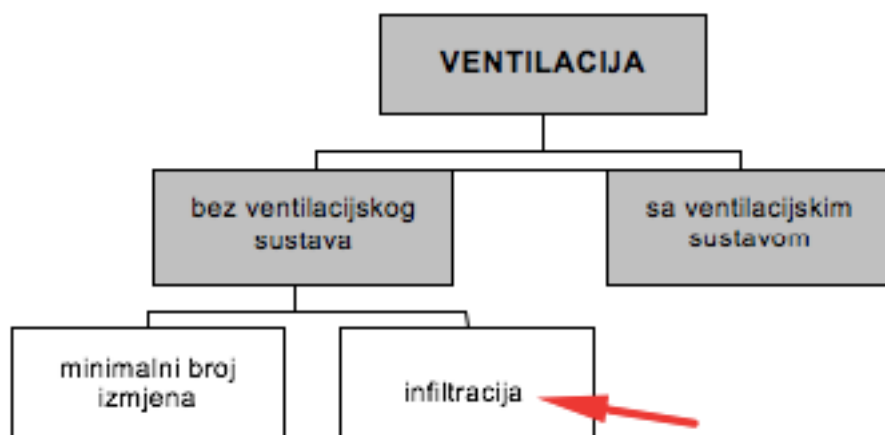 VENTILACIJA
bez ventilacijskog
sustava
sa ventilacijskim
sustavom
minimalni broj
izmjena
infiltracija